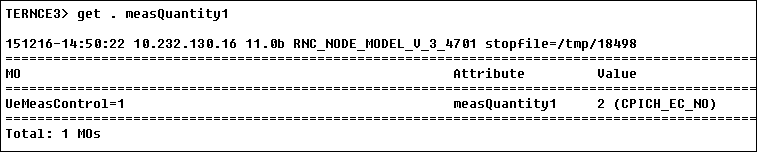 TERNCE3> get . measQuantity1
151216-14:50:22 10.232.130.16 11.0b RNC_NODE_MODEL_V_3_4701 stopfile=/tmp/18498
=================================================================================
MO Attribute Value
=================================================================================
UeMeasControl=1 measQuantity1 2 (CPICH_EC_NO)
=================================================================================
Total: 1 MOs